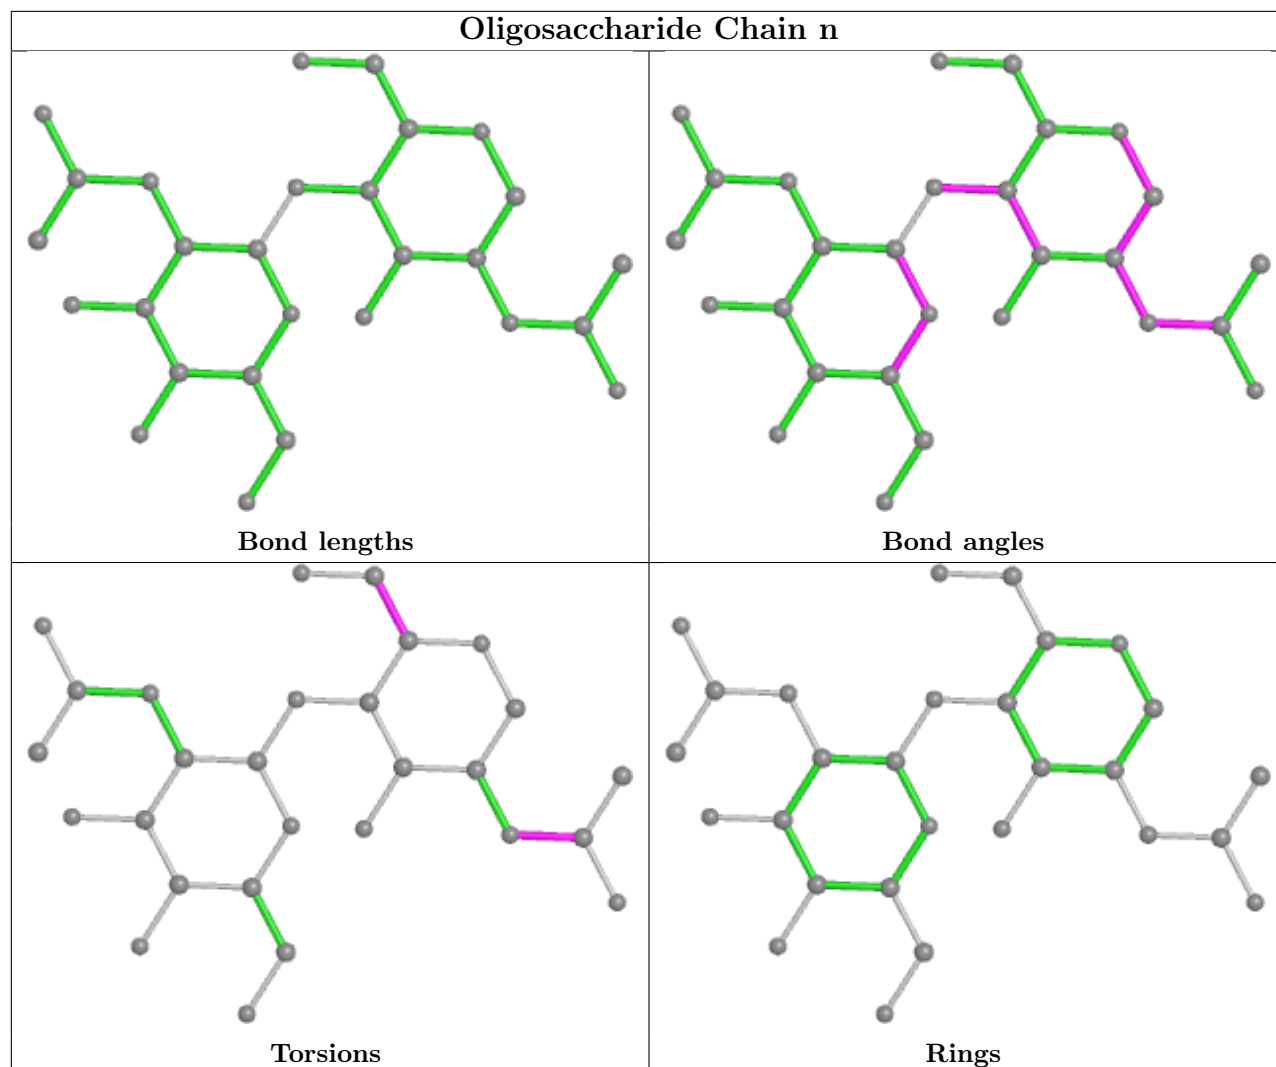 Oligosaccharide Chain n
Bond lengths
Bond angles
Torsions
Rings